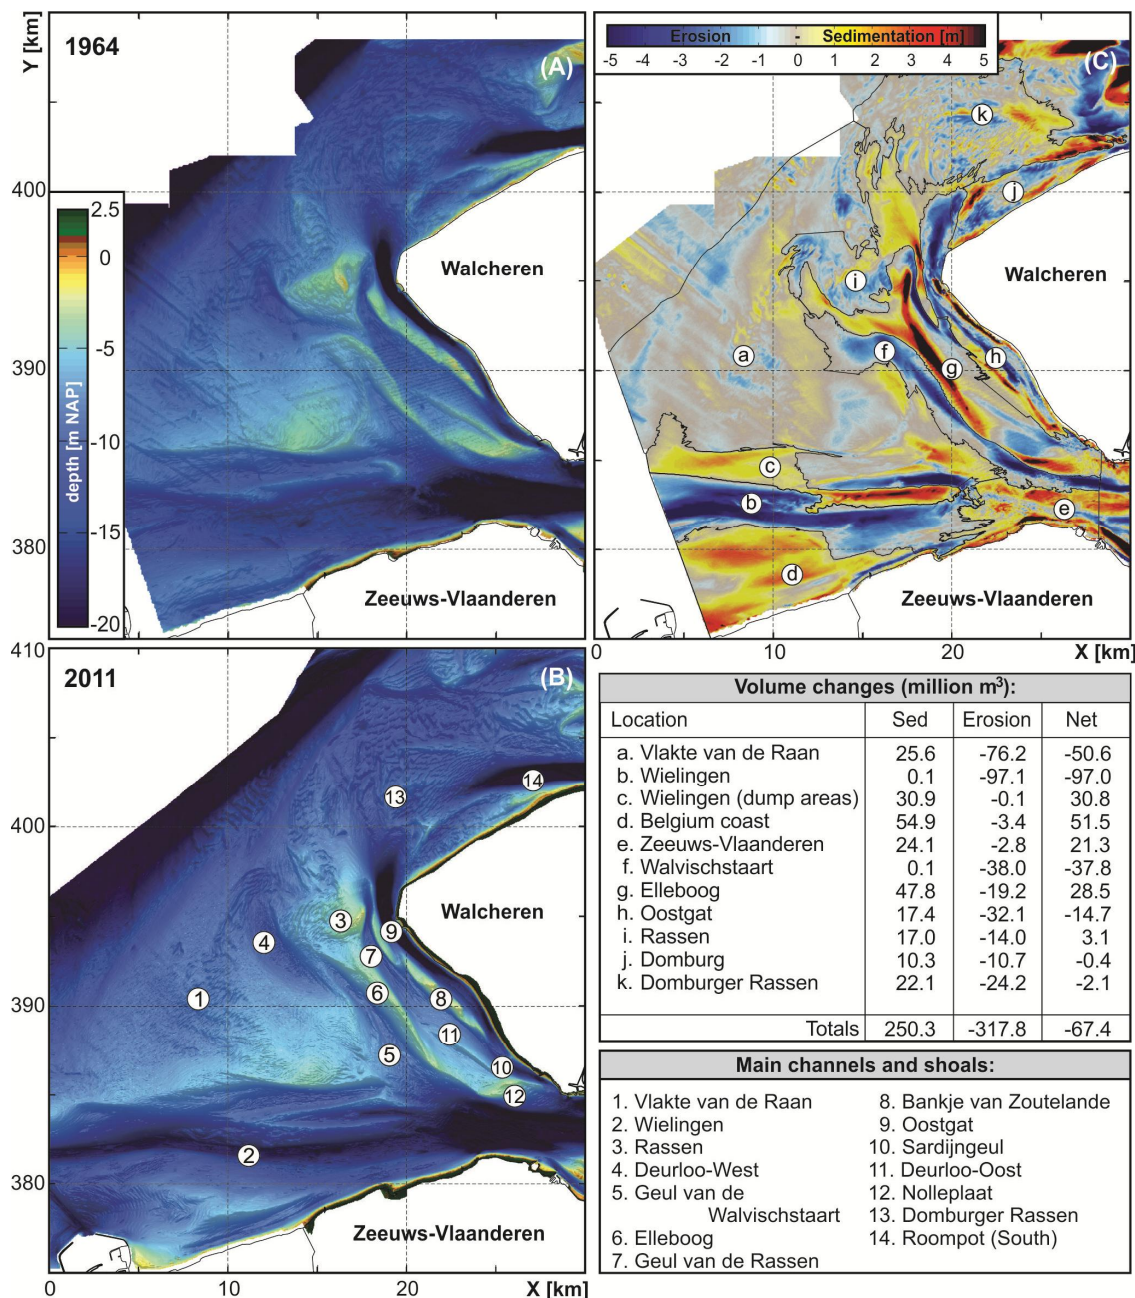 Y [km]
1964
(A)
400
390
380
2.5
0
-5
-10
-15
-20
depth [m NAP]
Walcheren
Zeeuws-Vlaanderen
Erosion - Sedimentation [m]
-5 -4 -3 -2 -1 0 1 2 3 4 5
(C)
k
j
Walcheren
i
a
f
h
g
c
b
e
d
Zeeuws-Vlaanderen
0 10 20 X [km]
410
2011
(B)
400
390
380
14
13
Walcheren
3
9
4
7
6
8
1
11
5
10
12
2
Zeeuws-Vlaanderen
0 10 20 X [km]
Volume changes (million m³):
Location Sed Erosion Net
a. Vlakte van de Raan 25.6 -76.2 -50.6
b. Wielingen 0.1 -97.1 -97.0
c. Wielingen (dump areas) 30.9 -0.1 30.8
d. Belgium coast 54.9 -3.4 51.5
e. Zeeuws-Vlaanderen 24.1 -2.8 21.3
f. Walvischstaart 0.1 -38.0 -37.8
g. Elleboog 47.8 -19.2 28.5
h. Oostgat 17.4 -32.1 -14.7
i. Rassen 17.0 -14.0 3.1
j. Domburg 10.3 -10.7 -0.4
k. Domburger Rassen 22.1 -24.2 -2.1
Totals 250.3 -317.8 -67.4
Main channels and shoals:
1. Vlakte van de Raan
2. Wielingen
3. Rassen
4. Deurloo-West
5. Geul van de
Walvischstaart
6. Elleboog
7. Geul van de Rassen
8. Bankje van Zoutelande
9. Oostgat
10. Sardijngeul
11. Deurloo-Oost
12. Nolleplaat
13. Domburger Rassen
14. Roompot (South)